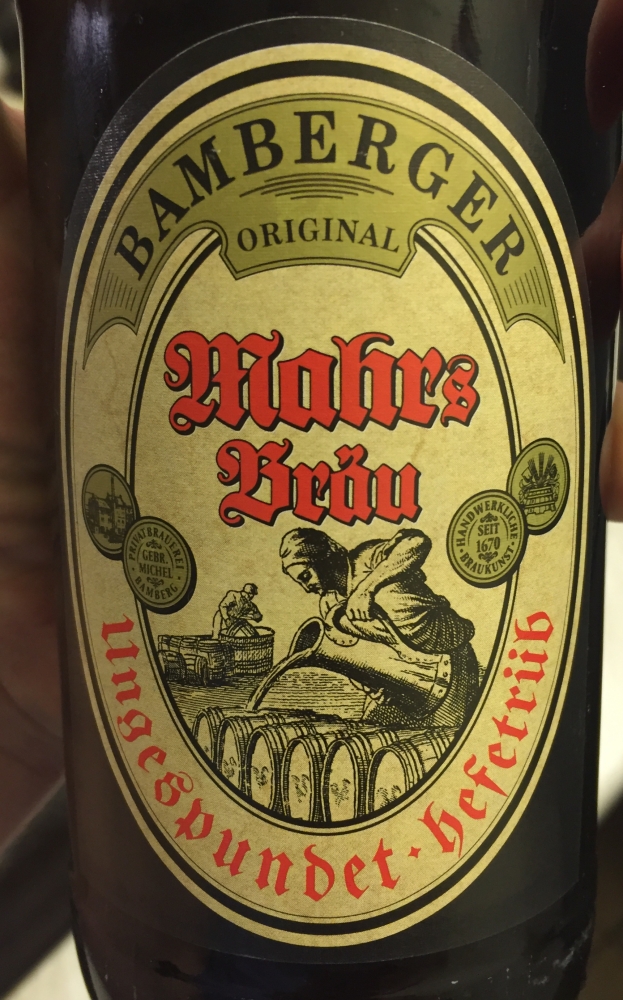 BAMBERGER
ORIGINAL
Mahrs
Bräu
PRIVATBRAUEREI
GEBR.
MICHEL
BAMBERG
HANDWERKLICHE
SEIT
1670
BRAUKUNST
Ungespundet · hefetrüb